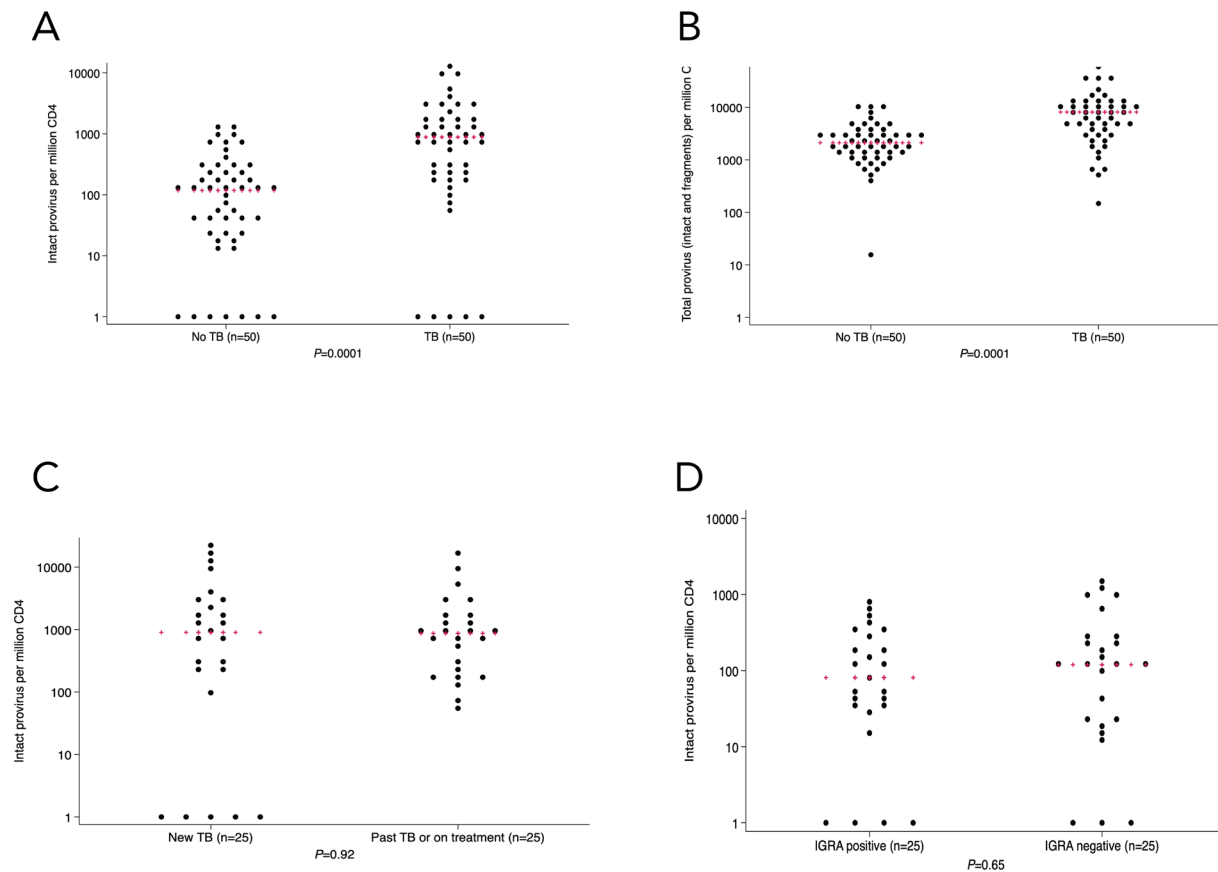 A
Intact provirus per million CD4
10000
1000
100
10
1
No TB (n=50)
TB (n=50)
P=0.0001
B
Total provirus (intact and fragments) per million C
10000
1000
100
10
1
No TB (n=50)
TB (n=50)
P=0.0001
C
Intact provirus per million CD4
10000
1000
100
10
1
New TB (n=25)
Past TB or on treatment (n=25)
P=0.92
D
Intact provirus per million CD4
10000
1000
100
10
1
IGRA positive (n=25)
IGRA negative (n=25)
P=0.65